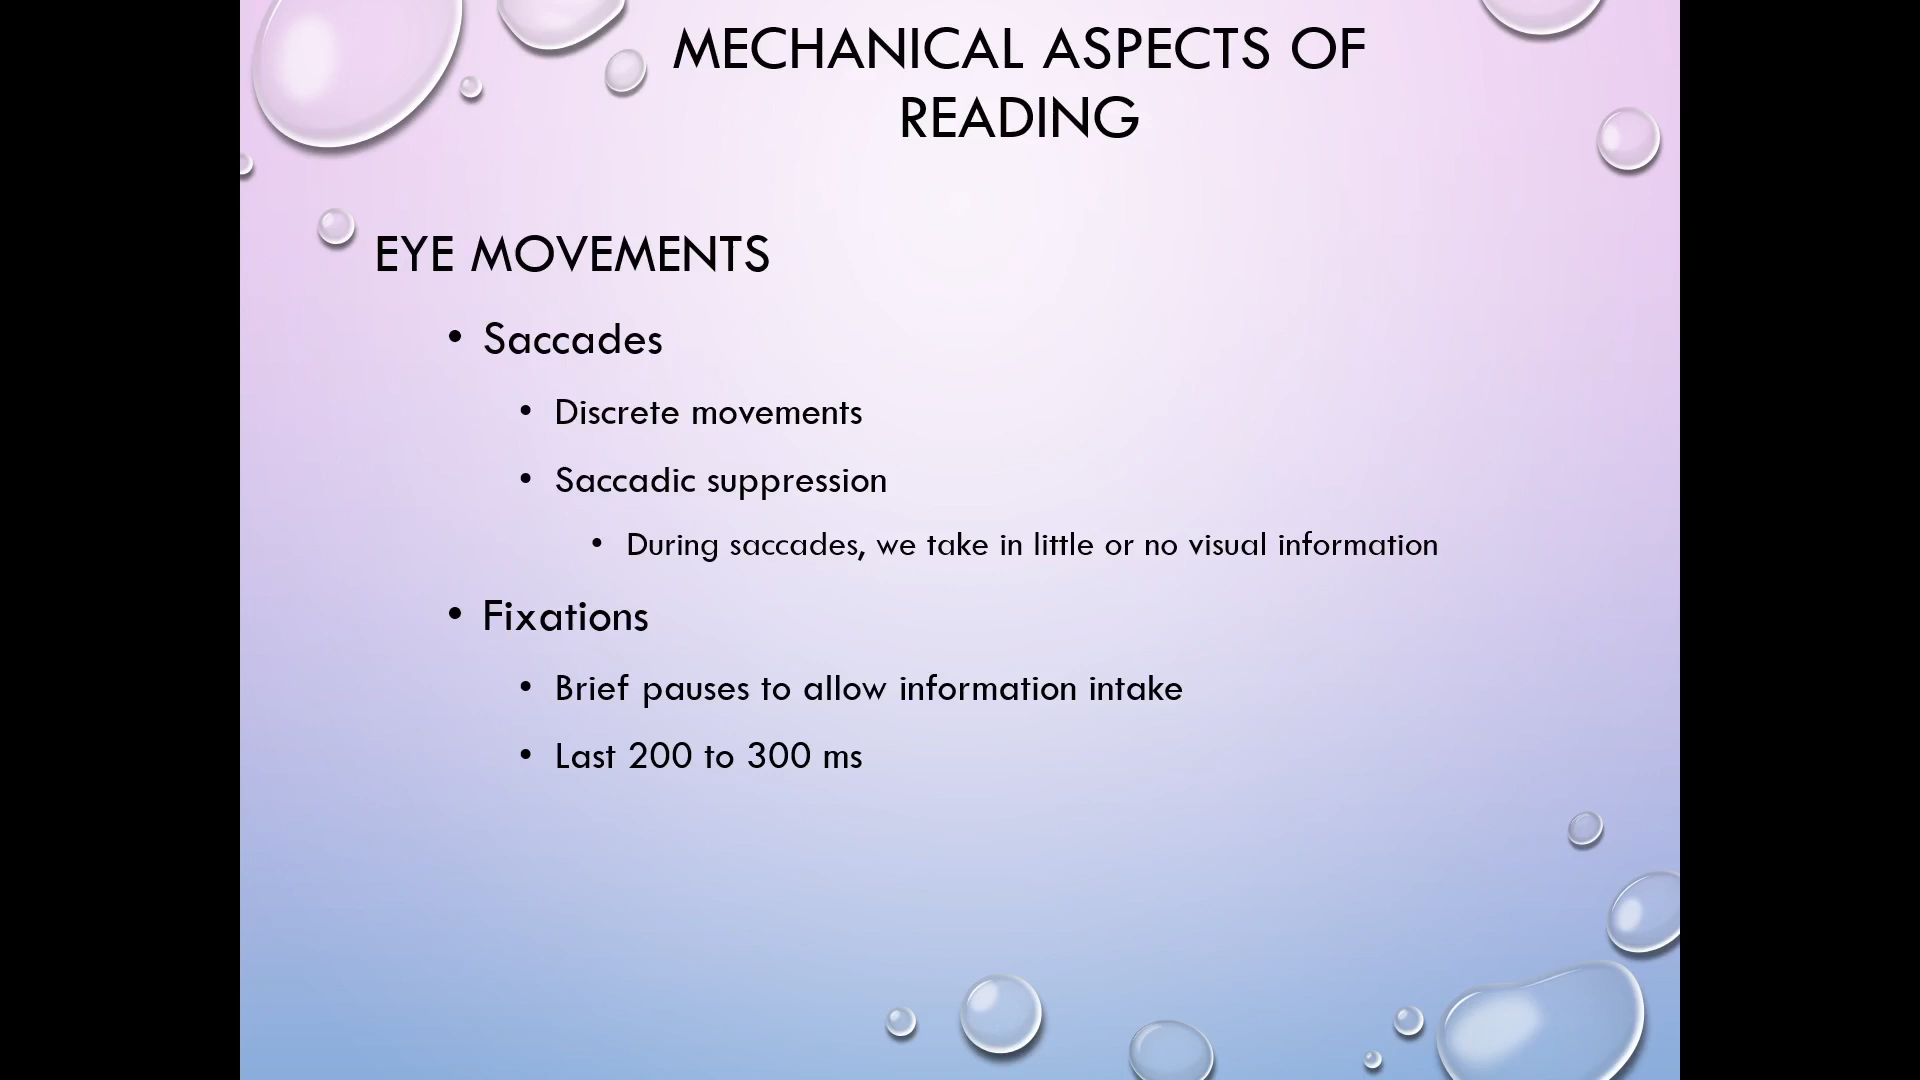 MECHANICAL ASPECTS OF
READING
EYE MOVEMENTS
• Saccades
• Discrete movements
• Saccadic suppression
• During saccades, we take in little or no visual information
• Fixations
• Brief pauses to allow information intake
• Last 200 to 300 ms